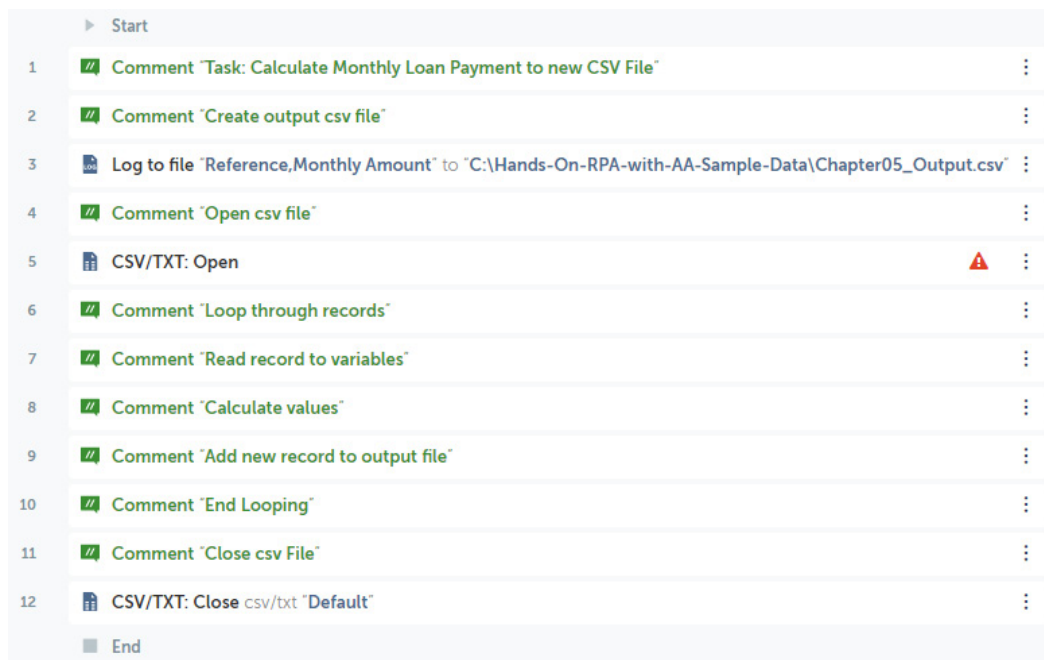 Start
1 Comment "Task: Calculate Monthly Loan Payment to new CSV File"
2 Comment "Create output csv file"
3 LOG Log to file "Reference,Monthly Amount" to "C:\Hands-On-RPA-with-AA-Sample-Data\Chapter05_Output.csv"
4 Comment "Open csv file"
5 CSV/TXT: Open
6 Comment "Loop through records"
7 Comment "Read record to variables"
8 Comment "Calculate values"
9 Comment "Add new record to output file"
10 Comment "End Looping"
11 Comment "Close csv File"
12 CSV/TXT: Close csv/txt "Default"
End